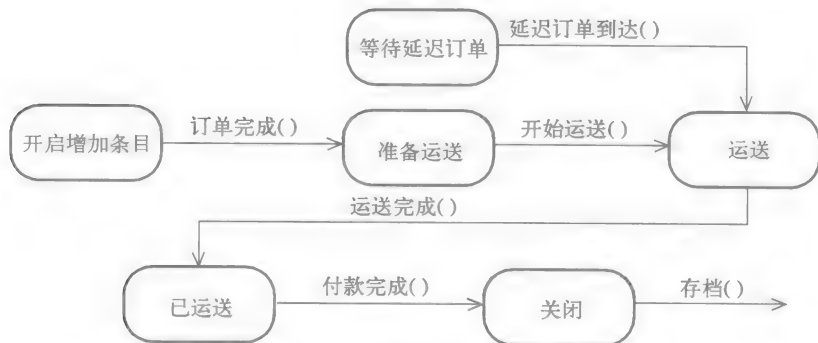 等待延迟订单
延迟订单到达()
开启增加条目
订单完成()
准备运送
开始运送()
运送
运送完成()
已运送
付款完成()
关闭
存档()